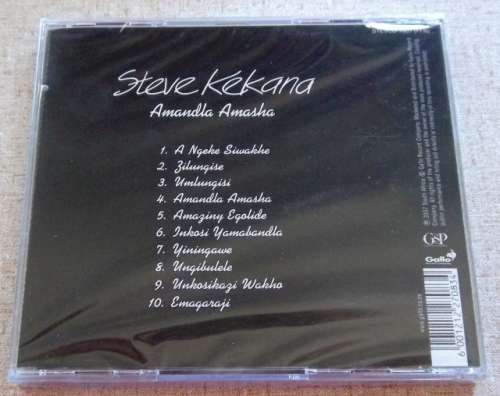 Steve Kekana
Amandla Amasha
1. A Ngeke Siwakhe
2. Zilungise
3. Umlungisi
4. Amandla Amasha
5. Amaziny Egolide
6. Inkosi Yamabandla
7. Yiningawe
8. Ungibulele
9. Unkosikazi Wakho
10. Emagaraji
GSP
Gallo